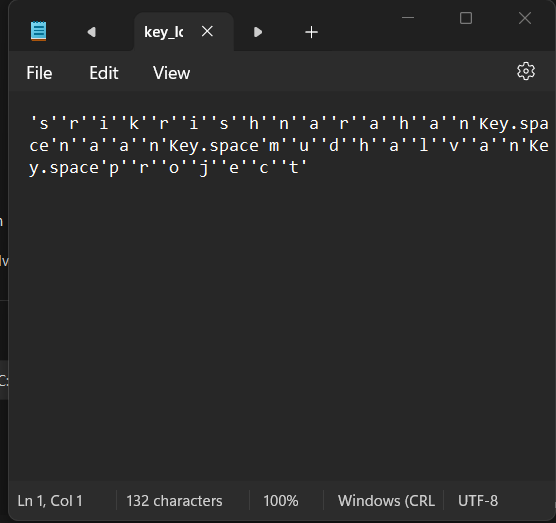 key_lo
File Edit View
's''r''i''k''r''i''s''h''n''a''r''a''h''a''n'Key.spa
ce'n''a''a''n'Key.space'm''u''d''h''a''l''v''a''n'Ke
y.space'p''r''o''j''e''c''t'
Ln 1, Col 1 132 characters 100% Windows (CRL UTF-8